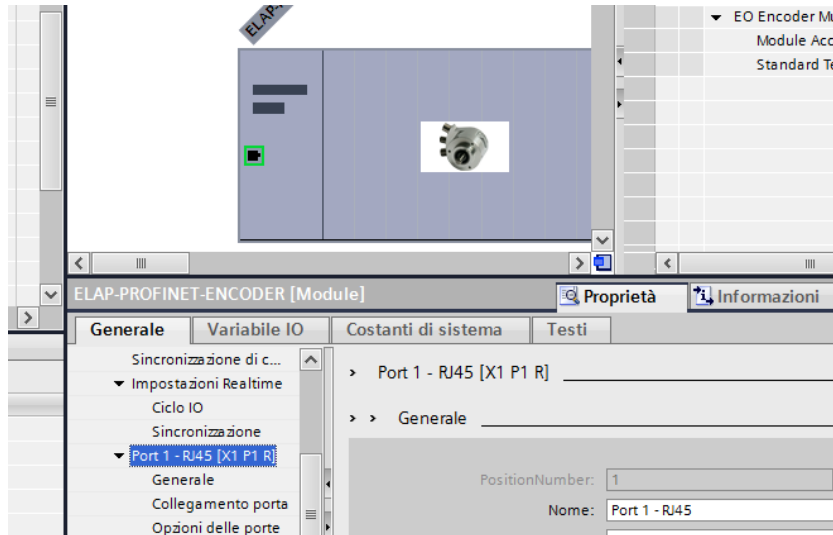 ELAP-
EO Encoder Mu
Module Acc
Standard Te
ELAP-PROFINET-ENCODER [Module]
Proprietà
Informazioni
Generale
Variabile IO
Costanti di sistema
Testi
Sincronizzazione di c...
Impostazioni Realtime
Ciclo IO
Sincronizzazione
Port 1 - RJ45 [X1 P1 R]
Generale
Collegamento porta
Opzioni delle porte
Port 1 - RJ45 [X1 P1 R]
Generale
PositionNumber: 1
Nome: Port 1 - RJ45